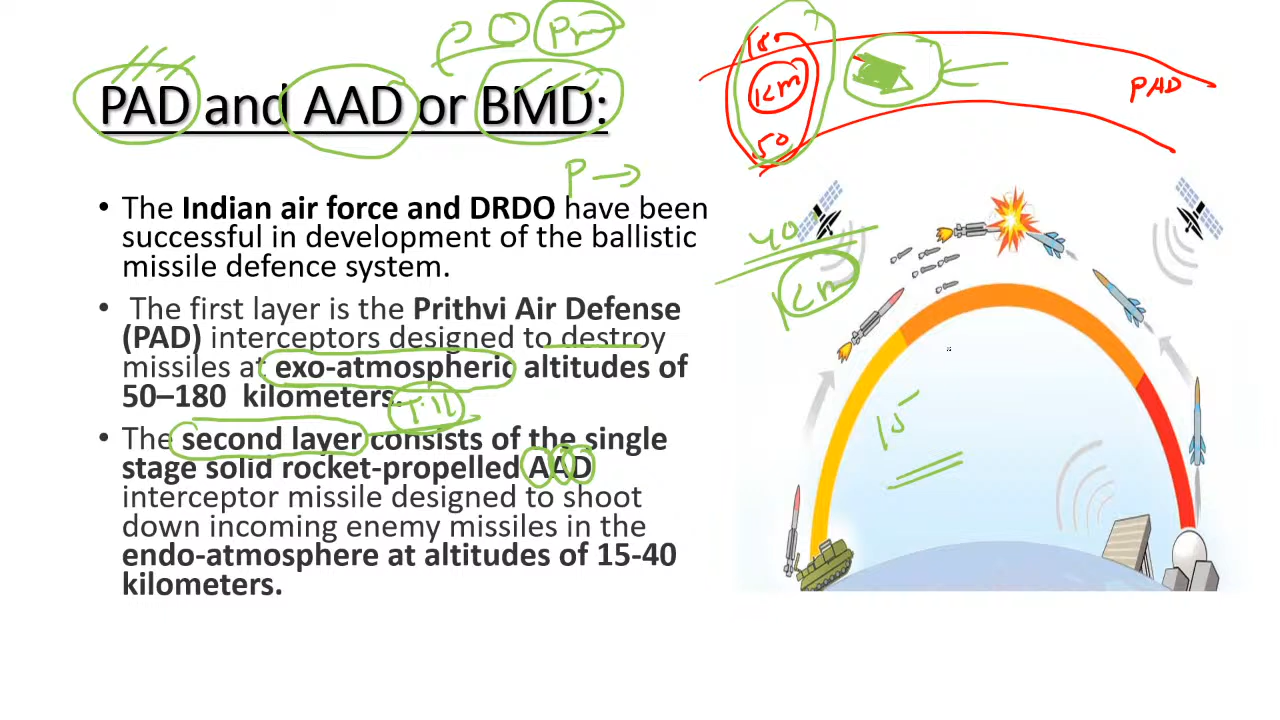 PAD and AAD or BMD:
• The Indian air force and DRDO have been
successful in development of the ballistic
missile defence system.
• The first layer is the Prithvi Air Defense
(PAD) interceptors designed to destroy
missiles at exo-atmospheric altitudes of
50–180 kilometers.
• The second layer consists of the single
stage solid rocket-propelled AAD
interceptor missile designed to shoot
down incoming enemy missiles in the
endo-atmosphere at altitudes of 15-40
kilometers.
P
Till
180
Km
50
PAD
40
Km
15